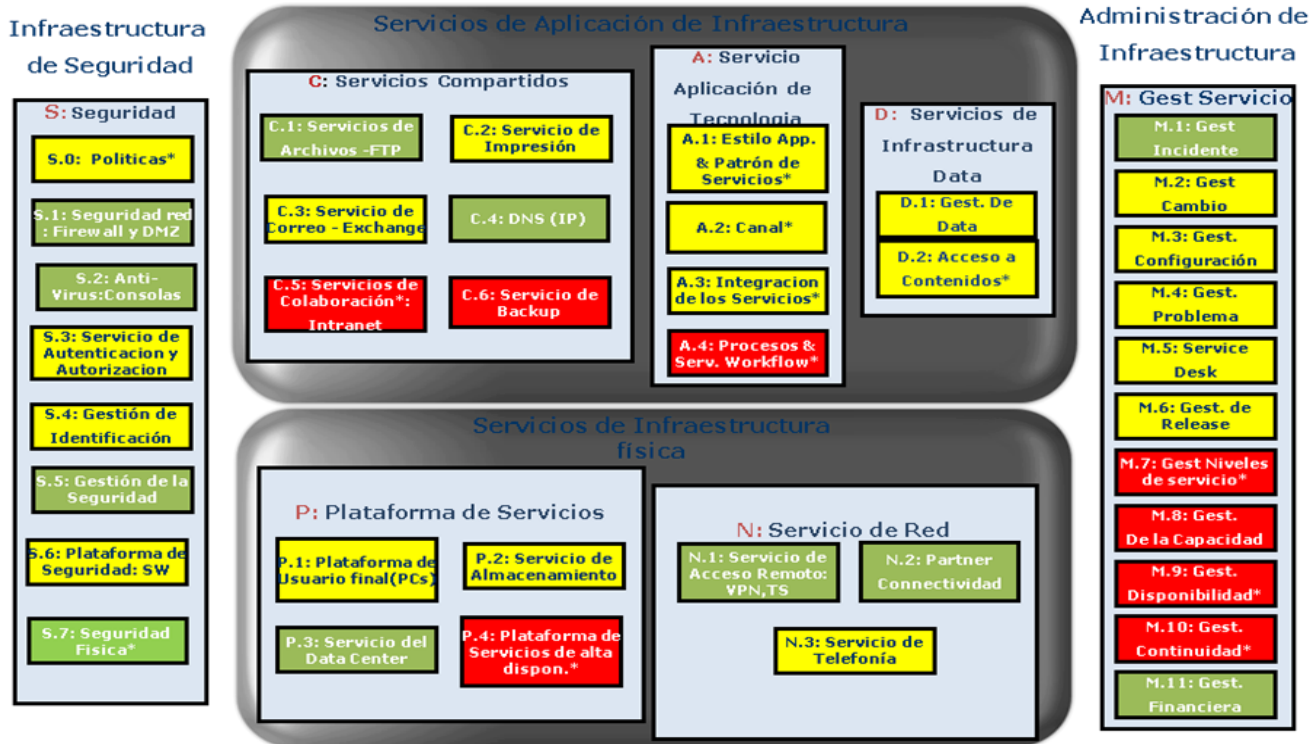 Infraestructura
de Seguridad
S: Seguridad
S.0: Politicas*
S.1: Seguridad red
: Firewall y DMZ
S.2: Anti-
Virus:Consolas
S.3: Servicio de
Autenticacion y
Autorizacion
S.4: Gestión de
Identificación
S.5: Gestión de la
Seguridad
S.6: Plataforma de
Seguridad: SW
S.7: Seguridad
Fisica*
Servicios de Aplicación de Infraestructura
C: Servicios Compartidos
C.1: Servicios de
Archivos -FTP
C.2: Servicio de
Impresión
C.3: Servicio de
Correo - Exchange
C.4: DNS (IP)
C.5: Servicios de
Colaboración*:
Intranet
C.6: Servicio de
Backup
A: Servicio
Aplicación de
Tecnologia
A.1: Estilo App.
& Patrón de
Servicios*
A.2: Canal*
A.3: Integracion
de los Servicios*
A.4: Procesos &
Serv. Workflow*
D: Servicios de
Infrastructura
Data
D.1: Gest. De
Data
D.2: Acceso a
Contenidos*
Servicios de Infraestructura
física
P: Plataforma de Servicios
P.1: Plataforma de
Usuario final(PCs)
P.2: Servicio de
Almacenamiento
P.3: Servicio del
Data Center
P.4: Plataforma de
Servicios de alta
dispon.*
N: Servicio de Red
N.1: Servicio de
Acceso Remoto:
VPN,TS
N.2: Partner
Connectividad
N.3: Servicio de
Telefonía
Administración de
Infraestructura
M: Gest Servicio
M.1: Gest
Incidente
M.2: Gest
Cambio
M.3: Gest.
Configuración
M.4: Gest.
Problema
M.5: Service
Desk
M.6: Gest. de
Release
M.7: Gest Niveles
de servicio*
M.8: Gest.
De la Capacidad
M.9: Gest.
Disponibilidad*
M.10: Gest.
Continuidad*
M.11: Gest.
Financiera